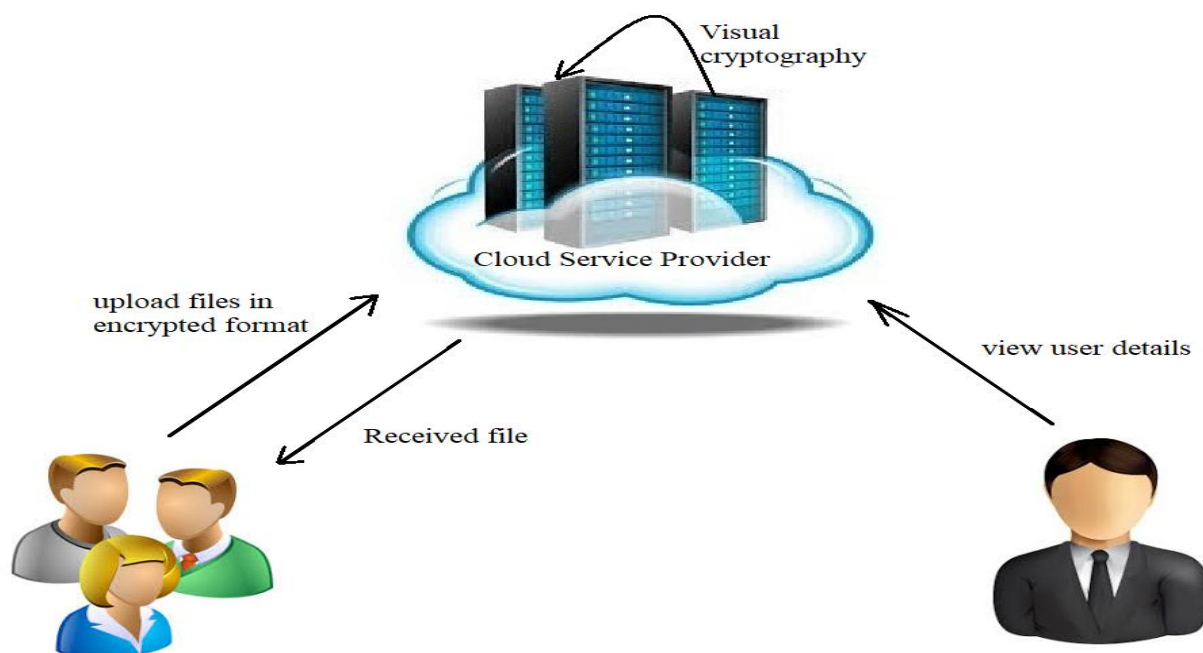 Visual
cryptography
Cloud Service Provider
upload files in
encrypted format
view user details
Received file